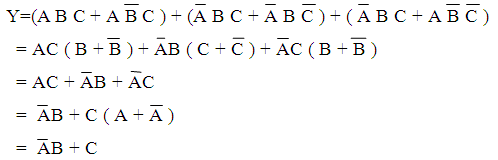 Y=(A B C + A B̅ C ) + (A̅ B C + A̅ B C̅ ) + ( A̅ B C + A B̅ C̅ )
= AC ( B + B̅ ) + A̅B ( C + C̅ ) + A̅C ( B + B̅ )
= AC + A̅B + A̅C
= A̅B + C ( A + A̅ )
= A̅B + C